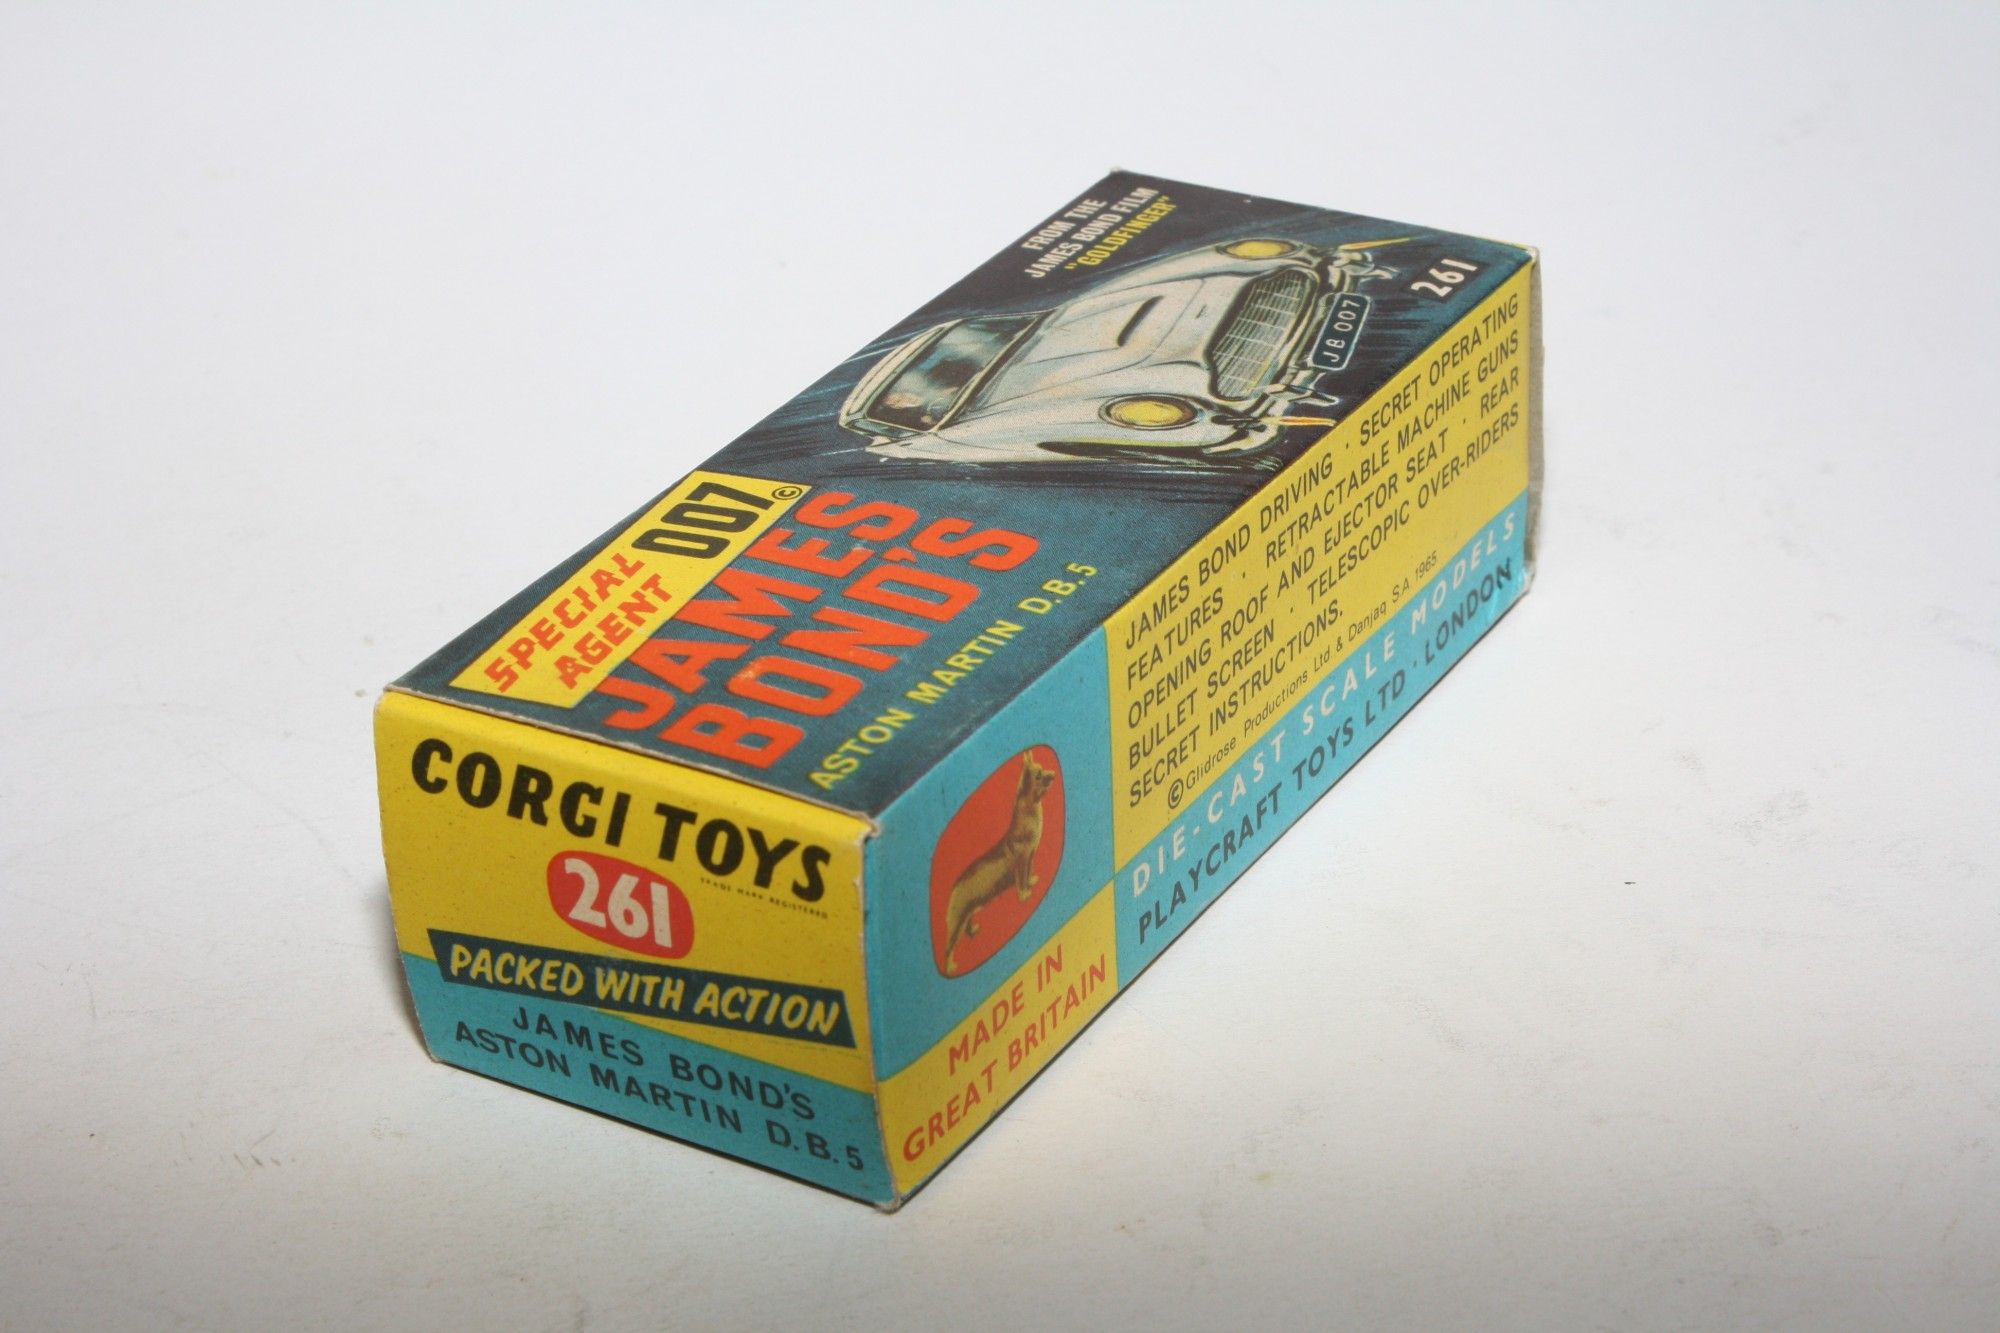 FROM THE
JAMES BOND FILM
"GOLDFINGER"
JB 007
261
SPECIAL
AGENT
007©
JAMES
BOND'S
ASTON MARTIN D.B.5
CORGI TOYS
TRADE MARK REGISTERED
261
PACKED WITH ACTION
JAMES BOND'S
ASTON MARTIN D.B.5
MADE IN
GREAT BRITAIN
JAMES BOND DRIVING · SECRET OPERATING
FEATURES · RETRACTABLE MACHINE GUNS
OPENING ROOF AND EJECTOR SEAT · REAR
BULLET SCREEN · TELESCOPIC OVER-RIDERS
SECRET INSTRUCTIONS.
©Glidrose Productions Ltd & Danjaq S.A. 1965
DIE-CAST SCALE MODELS
PLAYCRAFT TOYS LTD · LONDON